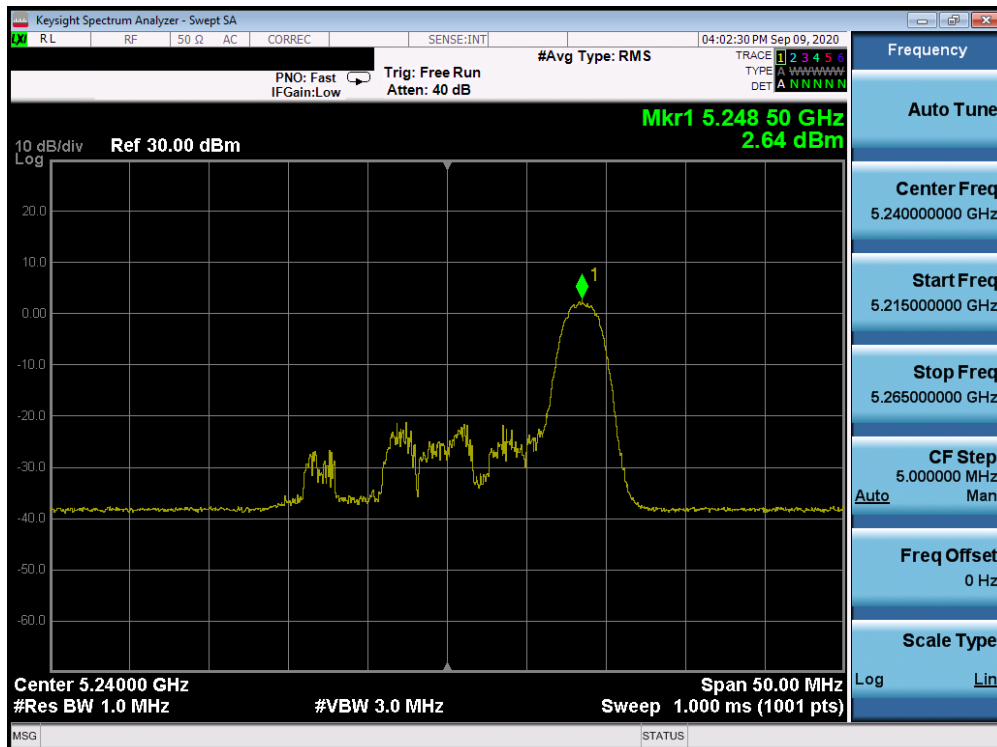 Keysight Spectrum Analyzer - Swept SA
LXI RL RF 50 Ω AC CORREC SENSE:INT 04:02:30 PM Sep 09, 2020
#Avg Type: RMS TRACE 1 2 3 4 5 6
PNO: Fast Trig: Free Run TYPE A WWWWW
IFGain:Low Atten: 40 dB DET A N N N N N
Mkr1 5.248 50 GHz
2.64 dBm
10 dB/div Ref 30.00 dBm
Log
20.0
10.0
1
0.00
-10.0
-20.0
-30.0
-40.0
-50.0
-60.0
Center 5.24000 GHz Span 50.00 MHz
#Res BW 1.0 MHz #VBW 3.0 MHz Sweep 1.000 ms (1001 pts)
MSG STATUS
Frequency
Auto Tune
Center Freq
5.240000000 GHz
Start Freq
5.215000000 GHz
Stop Freq
5.265000000 GHz
CF Step
5.000000 MHz
Auto Man
Freq Offset
0 Hz
Scale Type
Log Lin